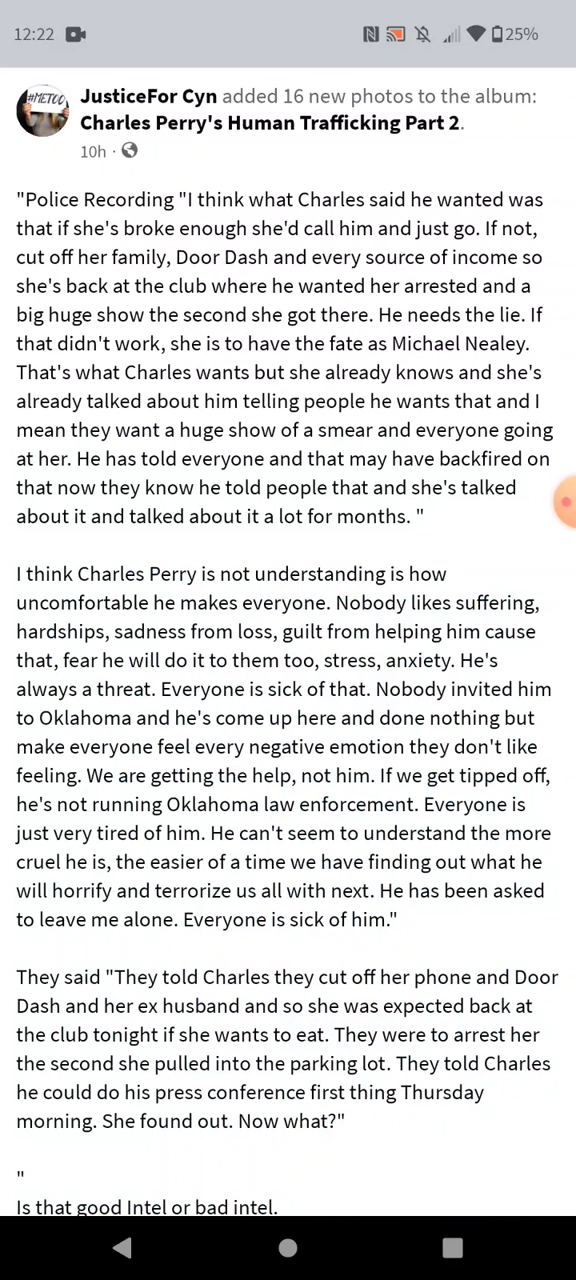 12:22
25%
#METOO
JusticeFor Cyn added 16 new photos to the album:
Charles Perry's Human Trafficking Part 2.
10h ·
"Police Recording "I think what Charles said he wanted was
that if she's broke enough she'd call him and just go. If not,
cut off her family, Door Dash and every source of income so
she's back at the club where he wanted her arrested and a
big huge show the second she got there. He needs the lie. If
that didn't work, she is to have the fate as Michael Nealey.
That's what Charles wants but she already knows and she's
already talked about him telling people he wants that and I
mean they want a huge show of a smear and everyone going
at her. He has told everyone and that may have backfired on
that now they know he told people that and she's talked
about it and talked about it a lot for months. "
I think Charles Perry is not understanding is how
uncomfortable he makes everyone. Nobody likes suffering,
hardships, sadness from loss, guilt from helping him cause
that, fear he will do it to them too, stress, anxiety. He's
always a threat. Everyone is sick of that. Nobody invited him
to Oklahoma and he's come up here and done nothing but
make everyone feel every negative emotion they don't like
feeling. We are getting the help, not him. If we get tipped off,
he's not running Oklahoma law enforcement. Everyone is
just very tired of him. He can't seem to understand the more
cruel he is, the easier of a time we have finding out what he
will horrify and terrorize us all with next. He has been asked
to leave me alone. Everyone is sick of him."
They said "They told Charles they cut off her phone and Door
Dash and her ex husband and so she was expected back at
the club tonight if she wants to eat. They were to arrest her
the second she pulled into the parking lot. They told Charles
he could do his press conference first thing Thursday
morning. She found out. Now what?"
"
Is that good Intel or bad intel.